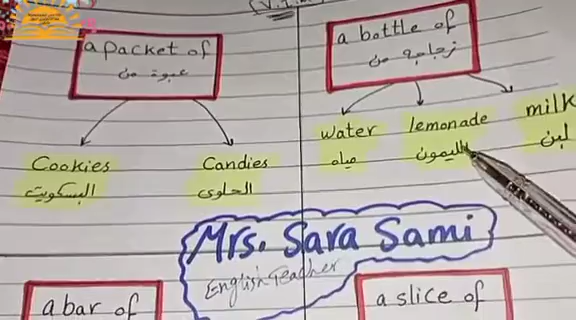 a packet of
عبوة من
Cookies
البسكويت
Candies
الحلوى
a bottle of
زجاجة من
water
مياه
lemonade
الليمون
milk
لبن
Mrs. Sara Sami
English Teacher
a bar of
a slice of